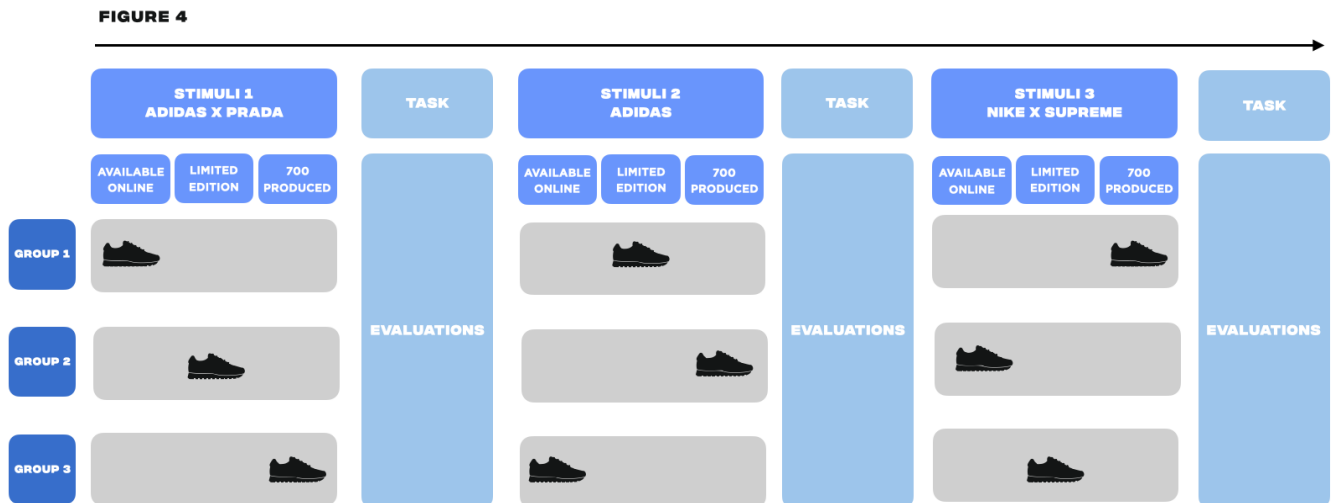 FIGURE 4
STIMULI 1
ADIDAS X PRADA
TASK
STIMULI 2
ADIDAS
TASK
STIMULI 3
NIKE X SUPREME
TASK
AVAILABLE
ONLINE
LIMITED
EDITION
700
PRODUCED
AVAILABLE
ONLINE
LIMITED
EDITION
700
PRODUCED
AVAILABLE
ONLINE
LIMITED
EDITION
700
PRODUCED
GROUP 1
GROUP 2
EVALUATIONS
EVALUATIONS
EVALUATIONS
GROUP 3